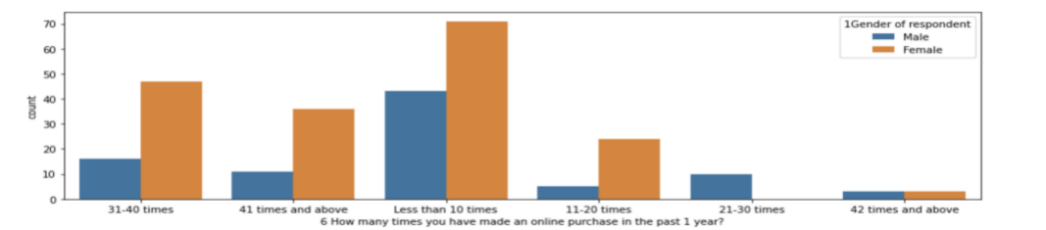 70
60
50
40
30
20
10
0
count
1Gender of respondent
Male
Female
31-40 times 41 times and above Less than 10 times 11-20 times 21-30 times 42 times and above
6 How many times you have made an online purchase in the past 1 year?